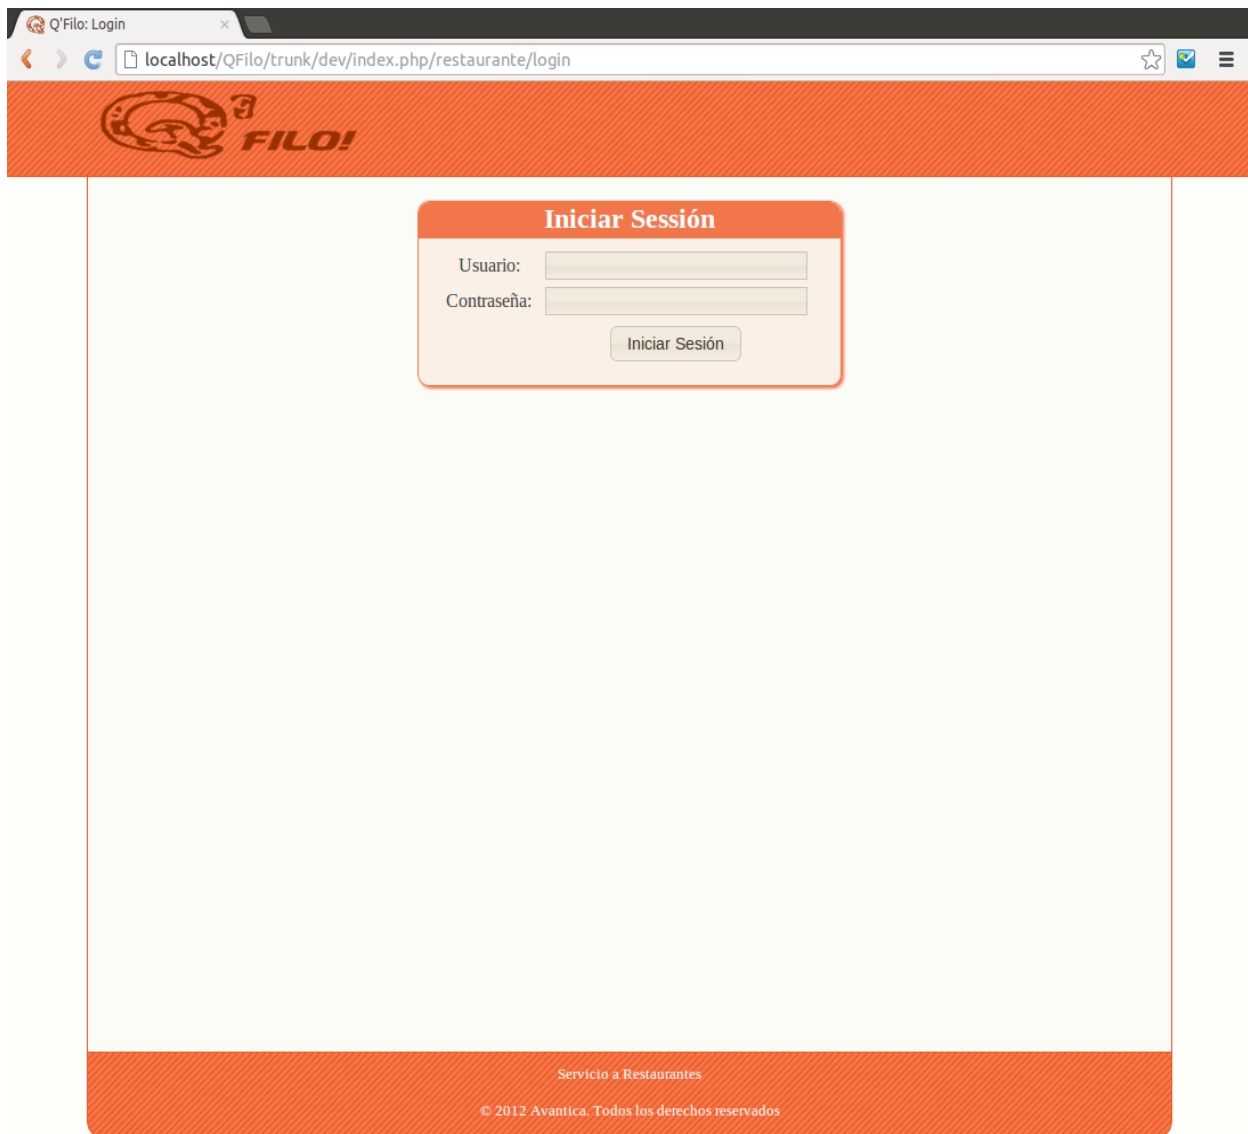 Q'Filo: Login
localhost/QFilo/trunk/dev/index.php/restaurante/login
Q'FILO!
Iniciar Sessión
Usuario:
Contraseña:
Iniciar Sesión
Servicio a Restaurantes
© 2012 Avantica. Todos los derechos reservados